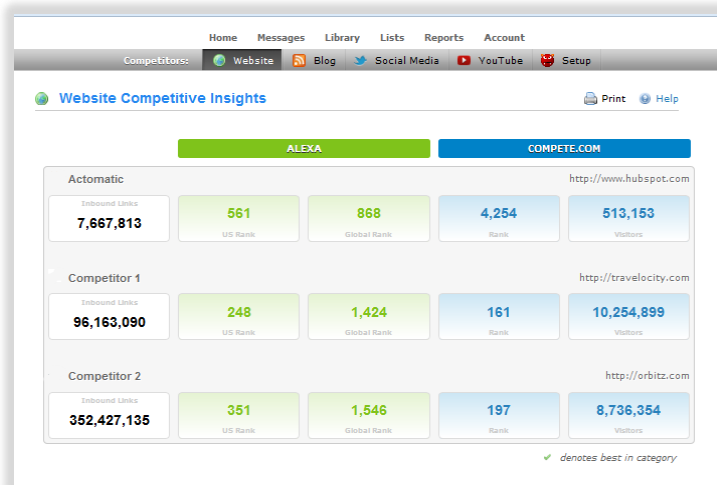 Home Messages Library Lists Reports Account
Competitors: Website Blog Social Media YouTube Setup
Website Competitive Insights Print Help
ALEXA COMPETE.COM
Actomatic http://www.hubspot.com
Inbound Links
7,667,813
561
US Rank
868
Global Rank
4,254
Rank
513,153
Visitors
Competitor 1 http://travelocity.com
Inbound Links
96,163,090
248
US Rank
1,424
Global Rank
161
Rank
10,254,899
Visitors
Competitor 2 http://orbitz.com
Inbound Links
352,427,135
351
US Rank
1,546
Global Rank
197
Rank
8,736,354
Visitors
denotes best in category